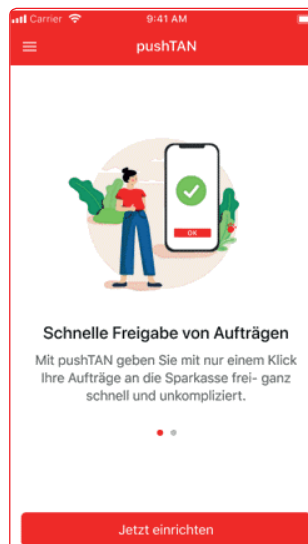 Carrier 9:41 AM
pushTAN
OK
Schnelle Freigabe von Aufträgen
Mit pushTAN geben Sie mit nur einem Klick
Ihre Aufträge an die Sparkasse frei- ganz
schnell und unkompliziert.
Jetzt einrichten